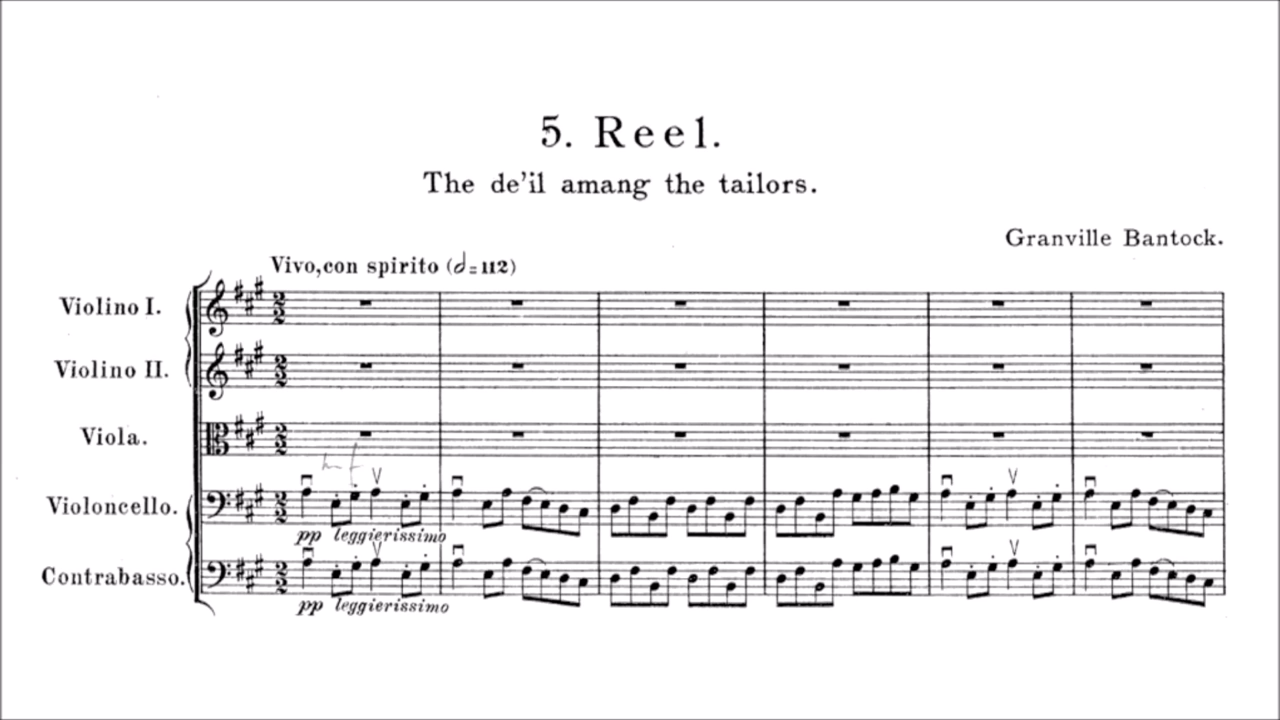 5. Reel.
The de'il amang the tailors.
Granville Bantock.
Vivo, con spirito (𝅗𝅥=112)
Violino I.
Violino II.
Viola.
mf
Violoncello.
pp leggierissimo
Contrabasso.
pp leggierissimo